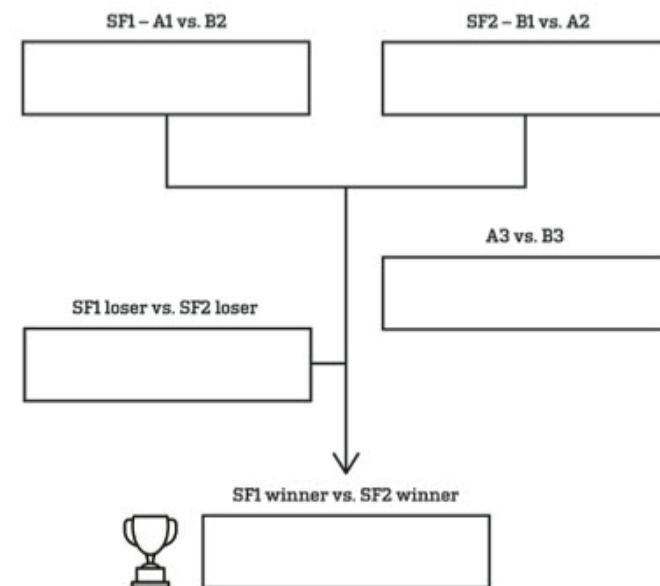 SF1 – A1 vs. B2
SF2 – B1 vs. A2
A3 vs. B3
SF1 loser vs. SF2 loser
SF1 winner vs. SF2 winner